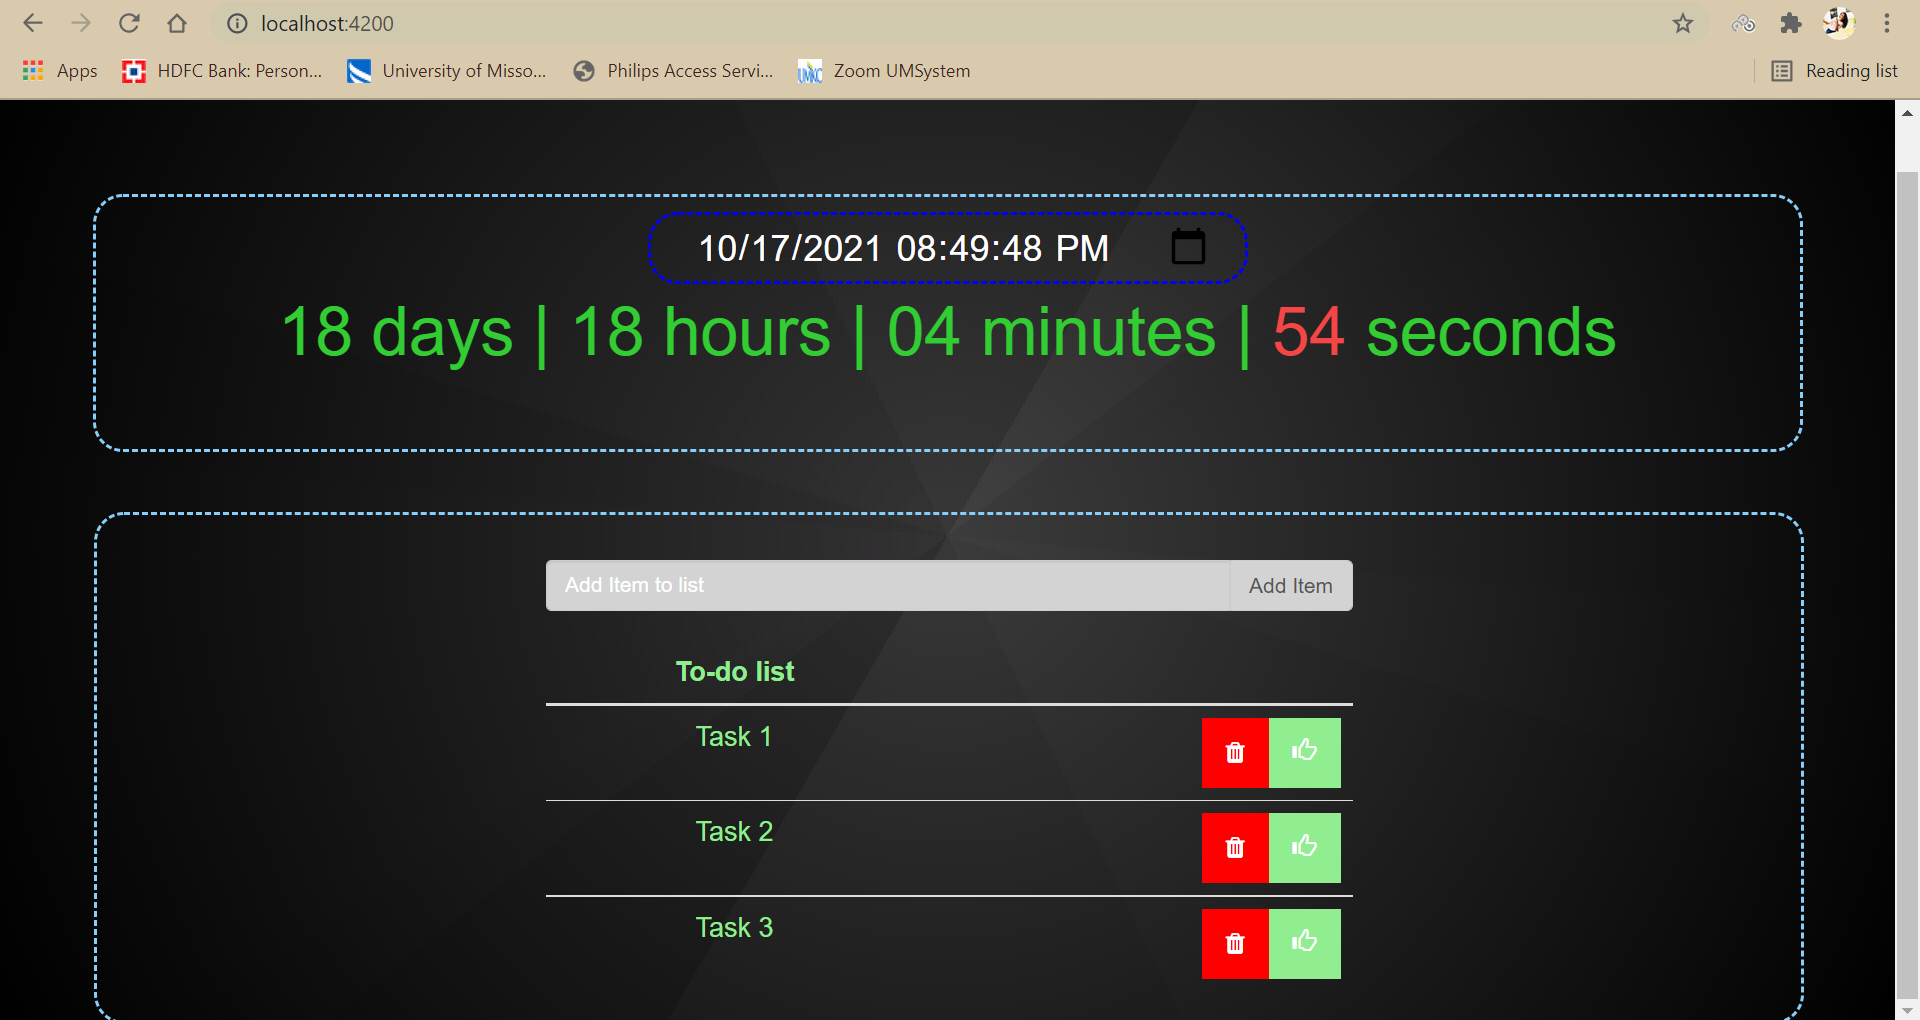 localhost:4200
Apps HDFC Bank: Person... University of Misso... Philips Access Servi... UMKC Zoom UMSystem Reading list
10/17/2021 08:49:48 PM
18 days | 18 hours | 04 minutes | 54 seconds
Add Item to list Add Item
To-do list
Task 1
Task 2
Task 3